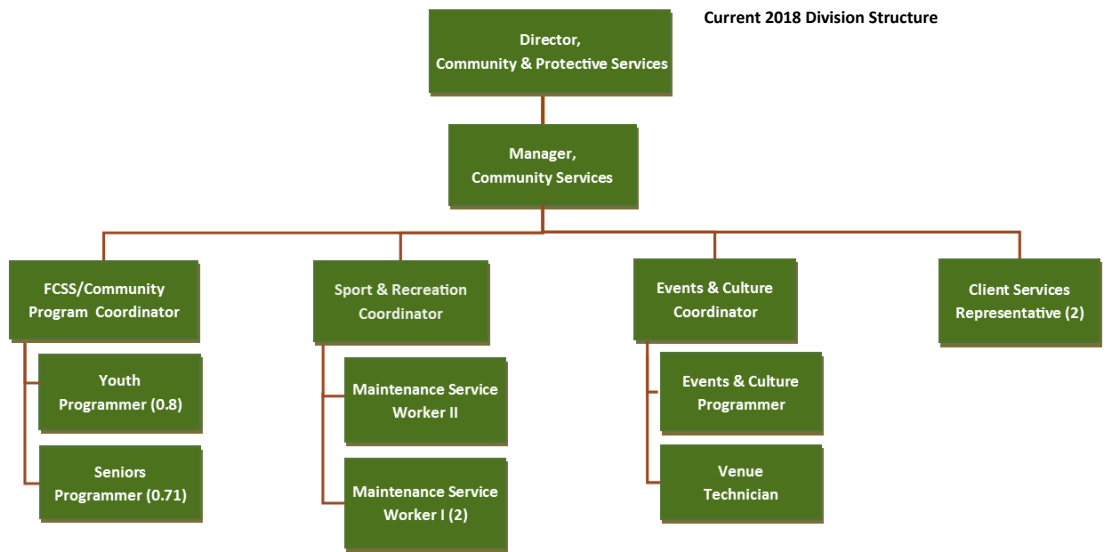 Current 2018 Division Structure
Director,
Community & Protective Services
Manager,
Community Services
FCSS/Community
Program Coordinator
Sport & Recreation
Coordinator
Events & Culture
Coordinator
Client Services
Representative (2)
Youth
Programmer (0.8)
Maintenance Service
Worker II
Events & Culture
Programmer
Seniors
Programmer (0.71)
Maintenance Service
Worker I (2)
Venue
Technician